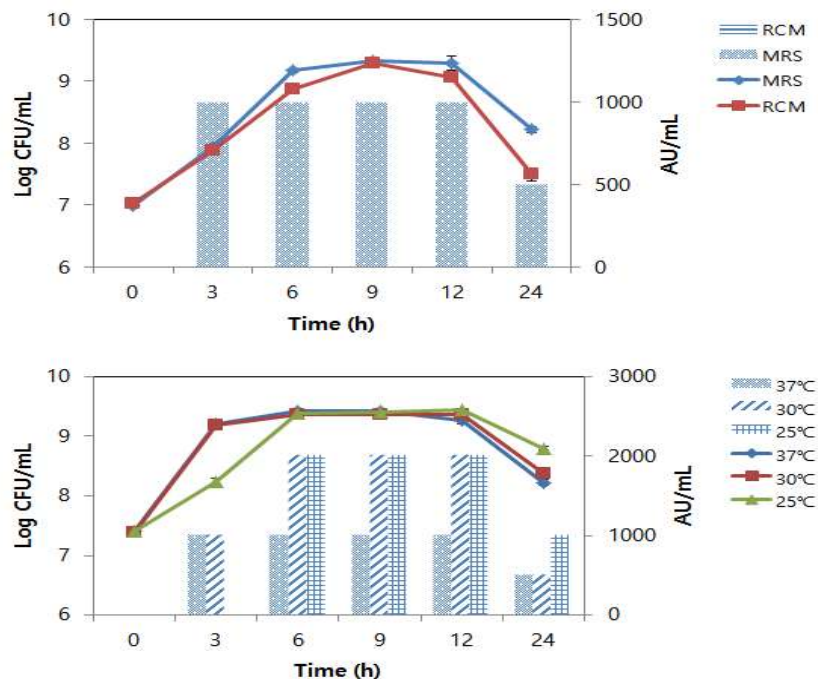 10
9
8
7
6
Log CFU/mL
1500
1000
500
0
AU/mL
0 3 6 9 12 24
Time (h)
RCM
MRS
MRS
RCM
10
9
8
7
6
Log CFU/mL
3000
2000
1000
0
AU/mL
0 3 6 9 12 24
Time (h)
37℃
30℃
25℃
37℃
30℃
25℃